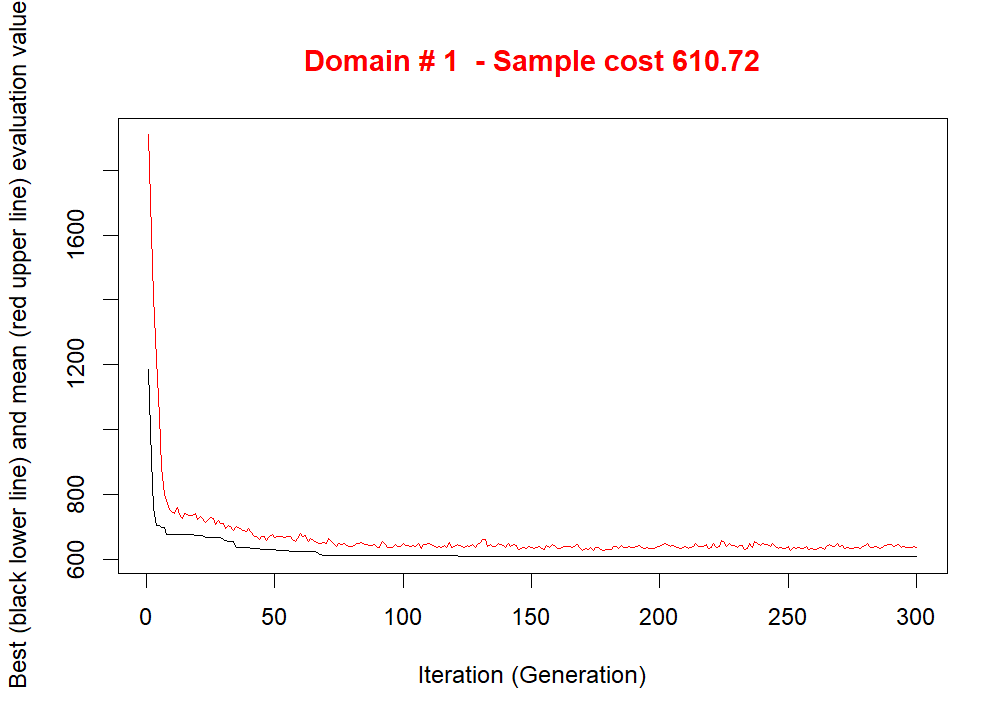 Domain # 1  - Sample cost 610.72
Best (black lower line) and mean (red upper line) evaluation value
1600
1200
800
600
0 50 100 150 200 250 300
Iteration (Generation)